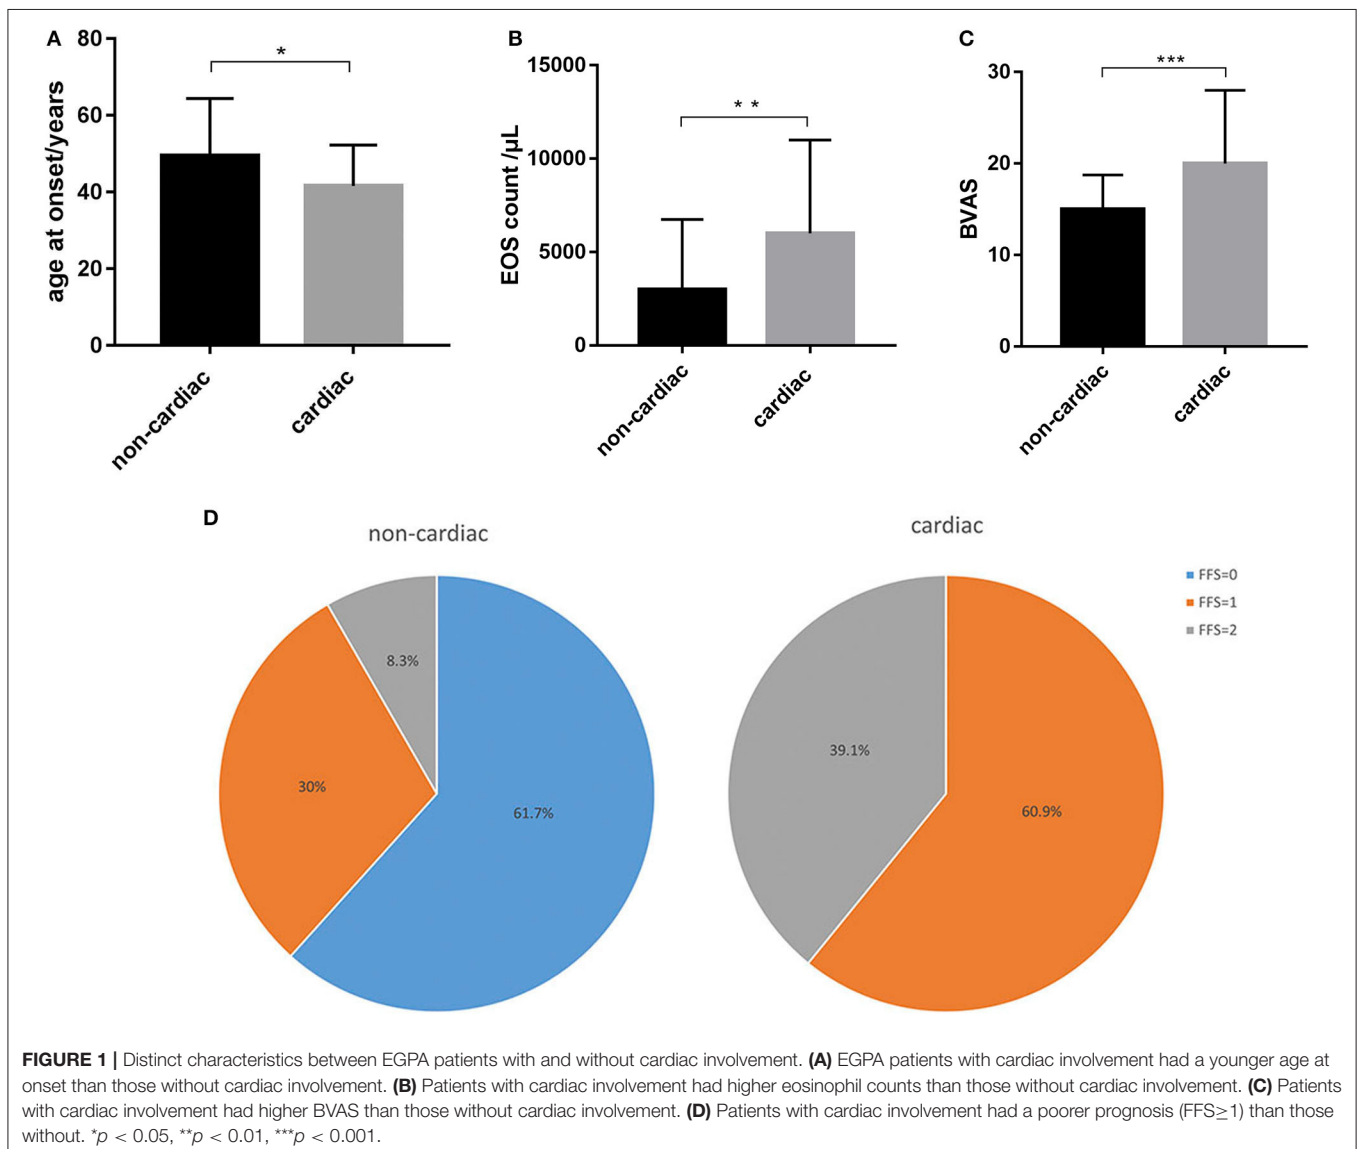 A
80
60
40
20
0
age at onset/years
*
non-cardiac
cardiac
B
15000
10000
5000
0
EOS count /µL
* *
non-cardiac
cardiac
C
30
20
10
0
BVAS
***
non-cardiac
cardiac
D
non-cardiac
8.3%
30%
61.7%
cardiac
39.1%
60.9%
FFS=0
FFS=1
FFS=2
FIGURE 1 | Distinct characteristics between EGPA patients with and without cardiac involvement. (A) EGPA patients with cardiac involvement had a younger age at
onset than those without cardiac involvement. (B) Patients with cardiac involvement had higher eosinophil counts than those without cardiac involvement. (C) Patients
with cardiac involvement had higher BVAS than those without cardiac involvement. (D) Patients with cardiac involvement had a poorer prognosis (FFS≥1) than those
without. *p < 0.05, **p < 0.01, ***p < 0.001.